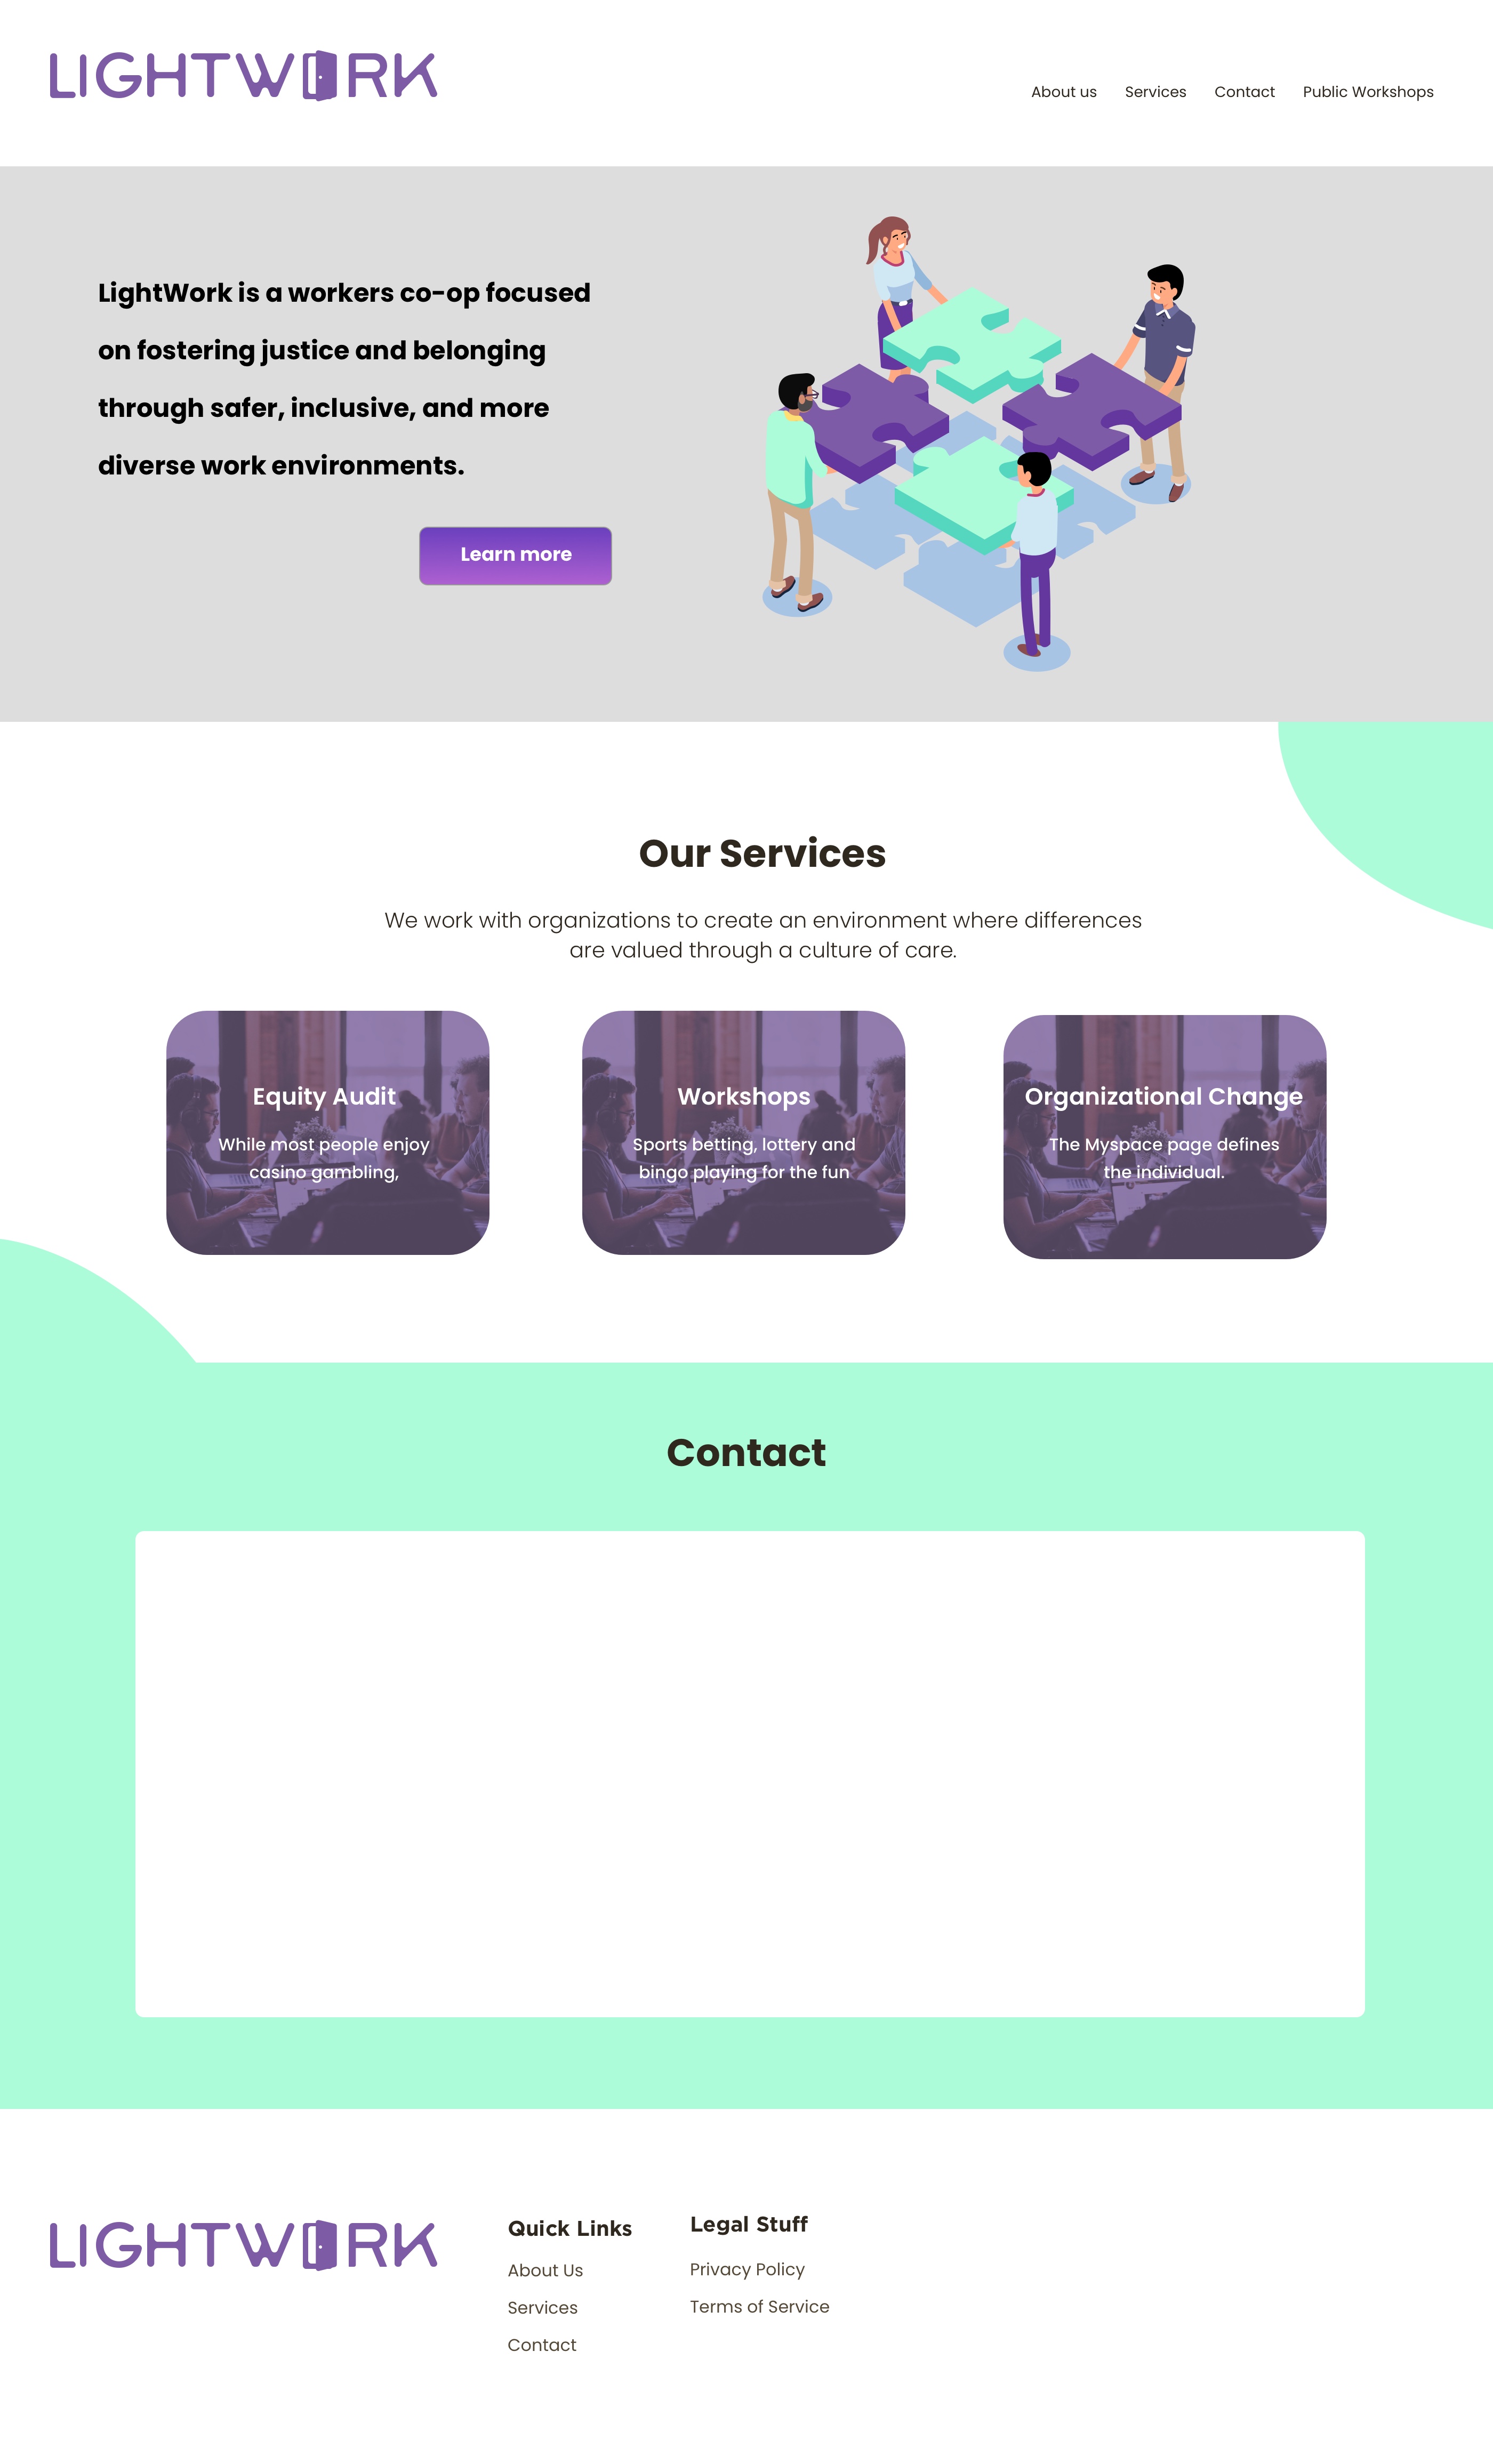 LIGHTWORK
About us Services Contact Public Workshops
LightWork is a workers co-op focused
on fostering justice and belonging
through safer, inclusive, and more
diverse work environments.
Learn more
Our Services
We work with organizations to create an environment where differences
are valued through a culture of care.
Equity Audit
While most people enjoy
casino gambling,
Workshops
Sports betting, lottery and
bingo playing for the fun
Organizational Change
The Myspace page defines
the individual.
Contact
LIGHTWORK
Quick Links
About Us
Services
Contact
Legal Stuff
Privacy Policy
Terms of Service